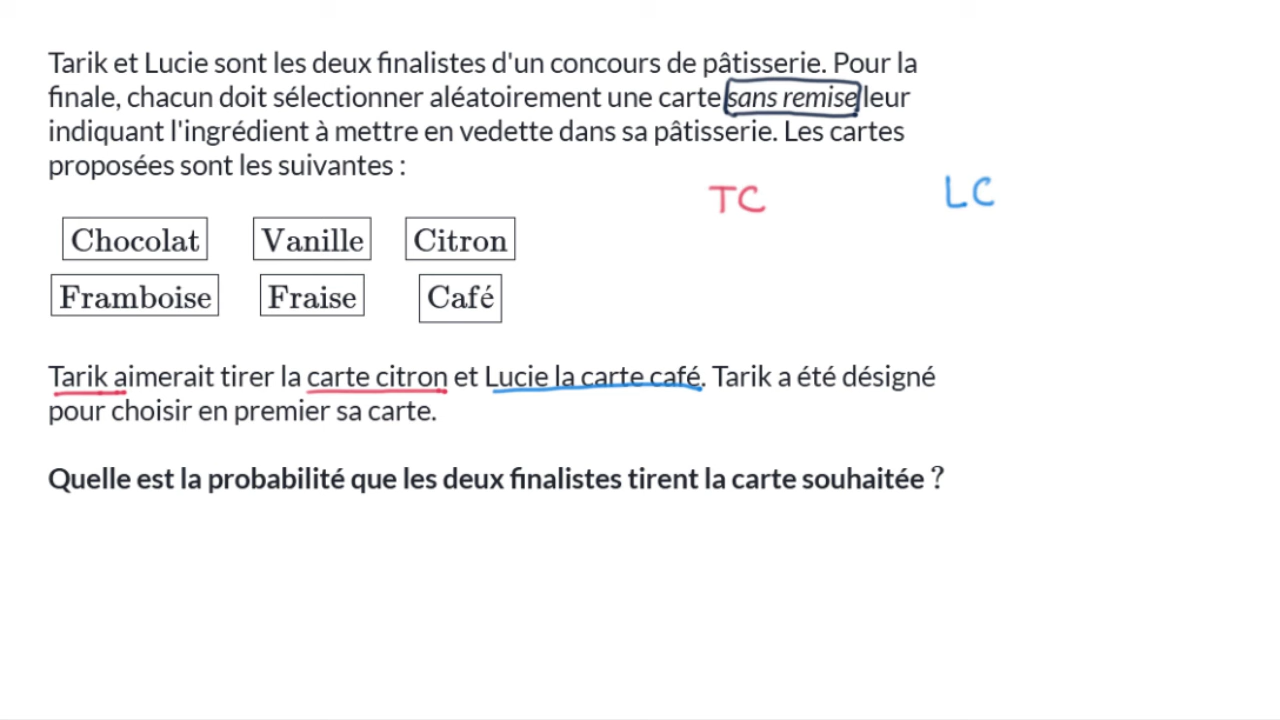 Tarik et Lucie sont les deux finalistes d'un concours de pâtisserie. Pour la
finale, chacun doit sélectionner aléatoirement une carte sans remise leur
indiquant l'ingrédient à mettre en vedette dans sa pâtisserie. Les cartes
proposées sont les suivantes :
TC LC
Chocolat Vanille Citron
Framboise Fraise Café
Tarik aimerait tirer la carte citron et Lucie la carte café. Tarik a été désigné
pour choisir en premier sa carte.
Quelle est la probabilité que les deux finalistes tirent la carte souhaitée ?